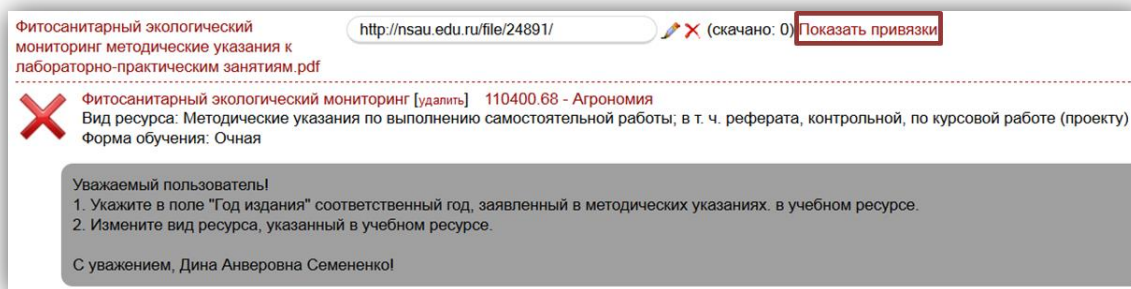 Фитосанитарный экологический
мониторинг методические указания к
лабораторно-практическим занятиям.pdf
http://nsau.edu.ru/file/24891/ (скачано: 0) Показать привязки
Фитосанитарный экологический мониторинг [удалить] 110400.68 - Агрономия
Вид ресурса: Методические указания по выполнению самостоятельной работы; в т. ч. реферата, контрольной, по курсовой работе (проекту)
Форма обучения: Очная
Уважаемый пользователь!
1. Укажите в поле "Год издания" соответственный год, заявленный в методических указаниях. в учебном ресурсе.
2. Измените вид ресурса, указанный в учебном ресурсе.
С уважением, Дина Анверовна Семененко!